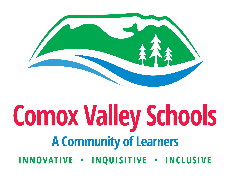 Comox Valley Schools
A Community of Learners
INNOVATIVE • INQUISITIVE • INCLUSIVE